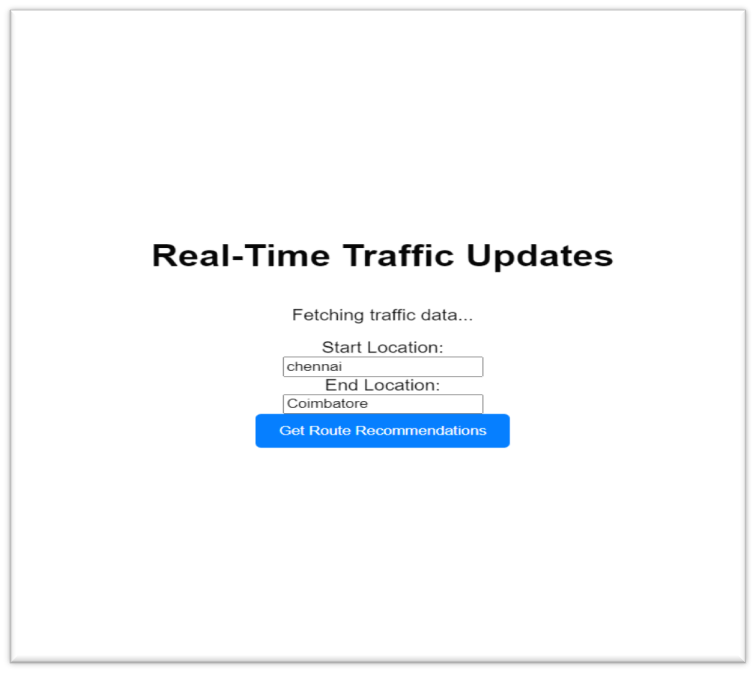 Real-Time Traffic Updates
Fetching traffic data...
Start Location:
chennai
End Location:
Coimbatore
Get Route Recommendations